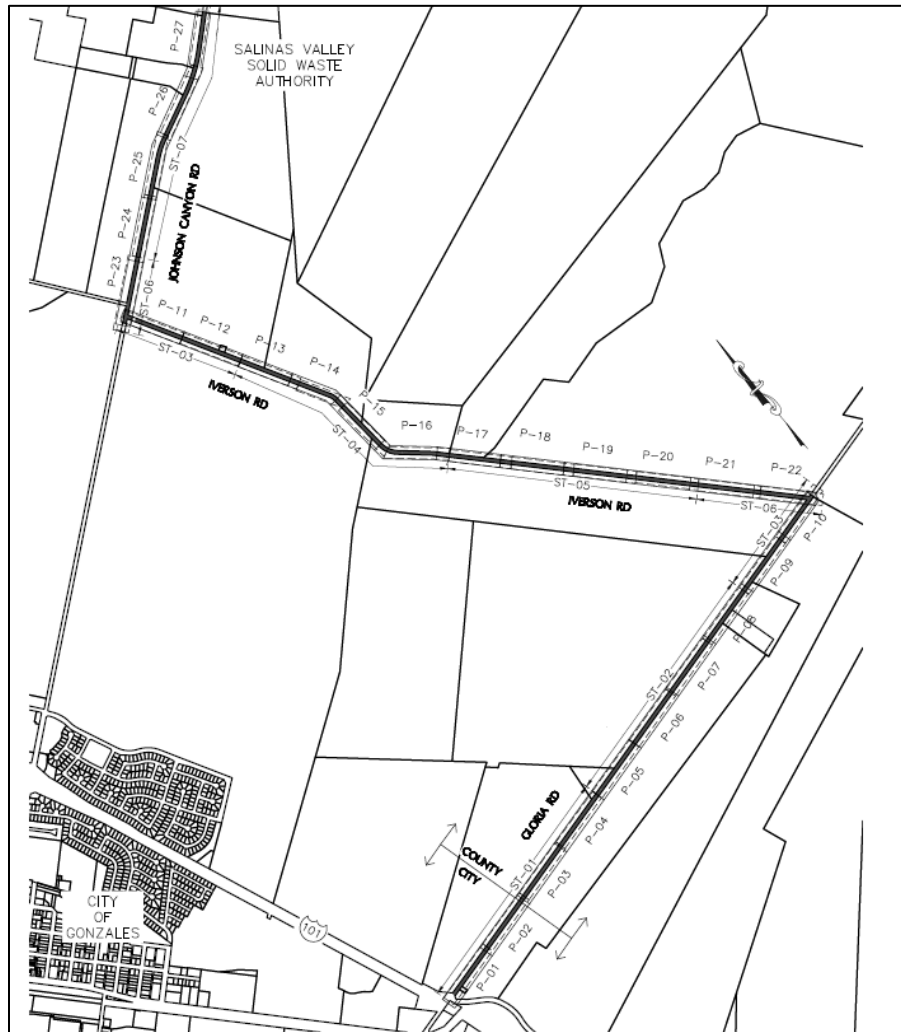 P-27
SALINAS VALLEY
SOLID WASTE
AUTHORITY
P-26
ST-07
P-25
JOHNSON CANYON RD
P-24
P-23
ST-06
P-11
P-12
ST-03
P-13
P-14
IVERSON RD
P-15
ST-04
P-16
P-17
P-18
P-19
P-20
P-21
P-22
ST-05
IVERSON RD
ST-06
ST-03
P-10
P-09
P-08
P-07
ST-02
P-06
P-05
GLORIA RD
P-04
COUNTY
CITY
ST-01
P-03
P-02
P-01
CITY
OF
GONZALES
101